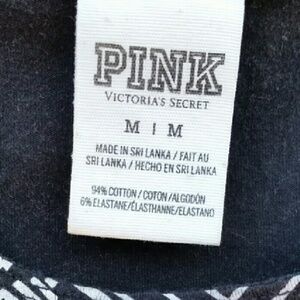 PINK
VICTORIA'S SECRET
M | M
MADE IN SRI LANKA / FAIT AU
SRI LANKA / HECHO EN SRI LANKA
94% COTTON / COTON /ALGODÓN
6% ELASTANE/ÉLASTHANNE/ELASTANO